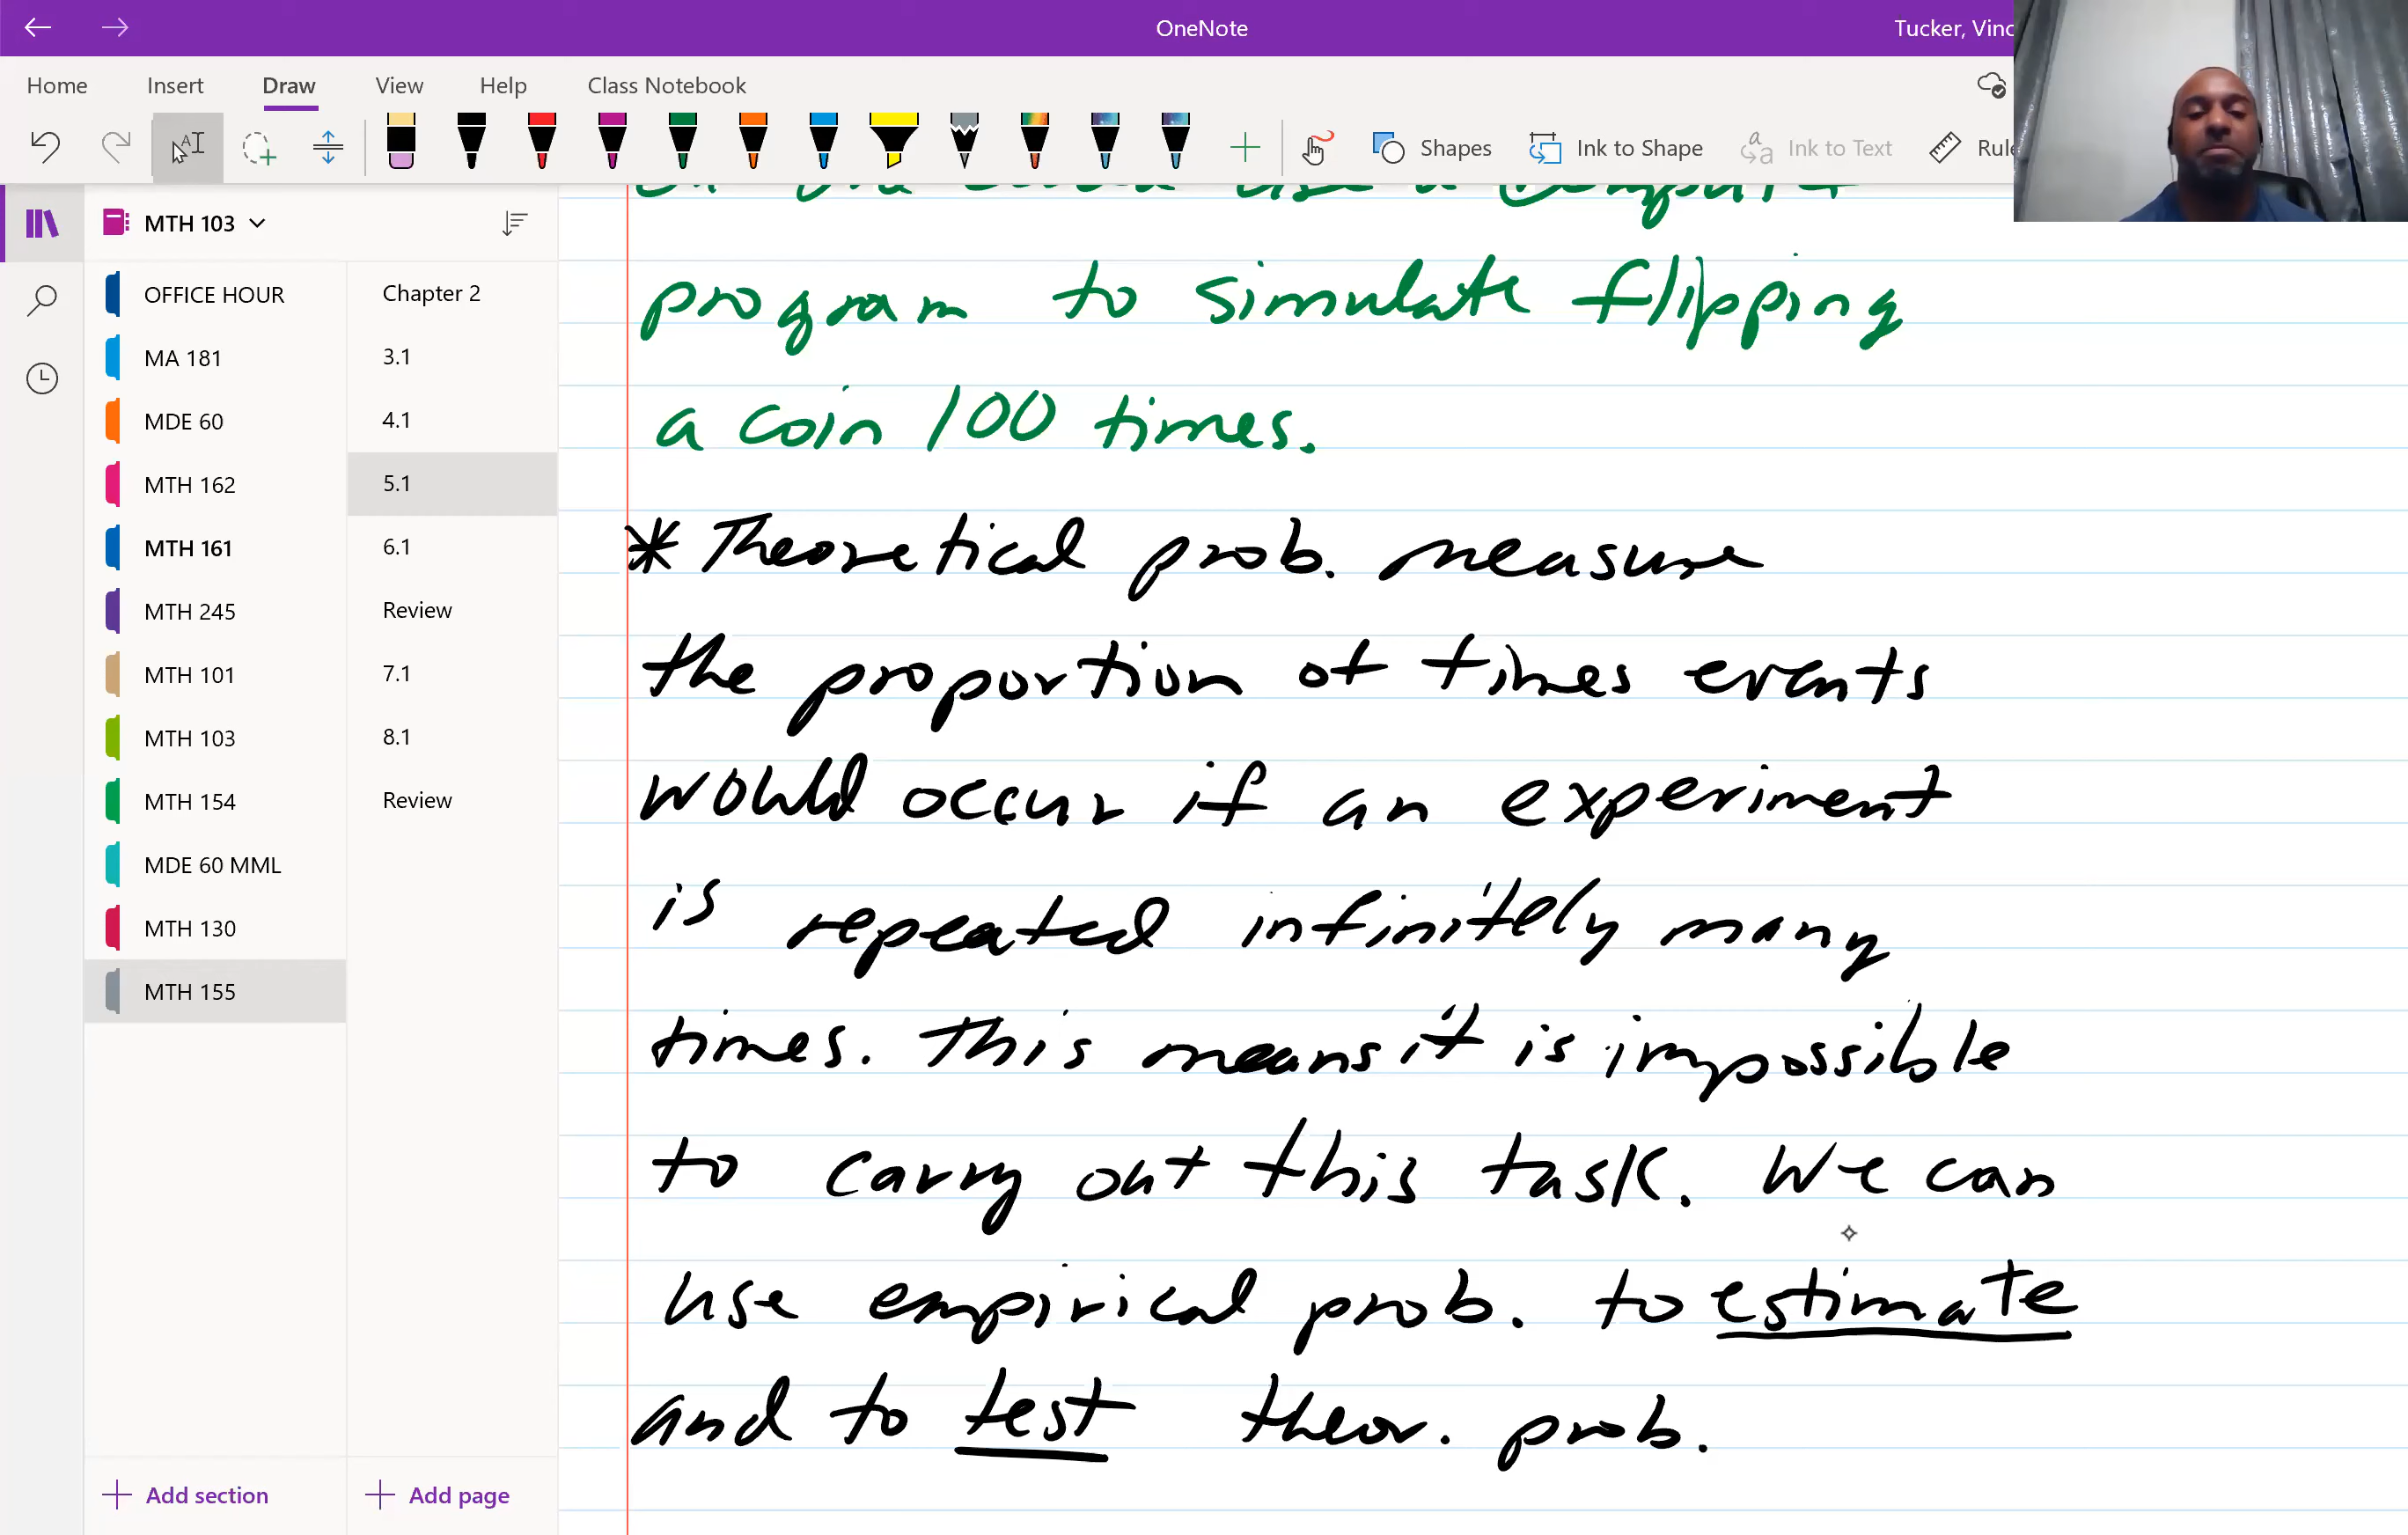 OneNote
Tucker, Vinc
Home Insert Draw View Help Class Notebook
Shapes Ink to Shape Ink to Text Rule
MTH 103
OFFICE HOUR
MA 181
MDE 60
MTH 162
MTH 161
MTH 245
MTH 101
MTH 103
MTH 154
MDE 60 MML
MTH 130
MTH 155
Add section
Chapter 2
3.1
4.1
5.1
6.1
Review
7.1
8.1
Review
Add page
program to simulate flipping
a coin 100 times.
* Theoretical prob. measure
the proportion of times events
would occur if an experiment
is repeated infinitely many
times. This means it is impossible
to carry out this task. We can
use empirical prob. to estimate
and to test theor. prob.